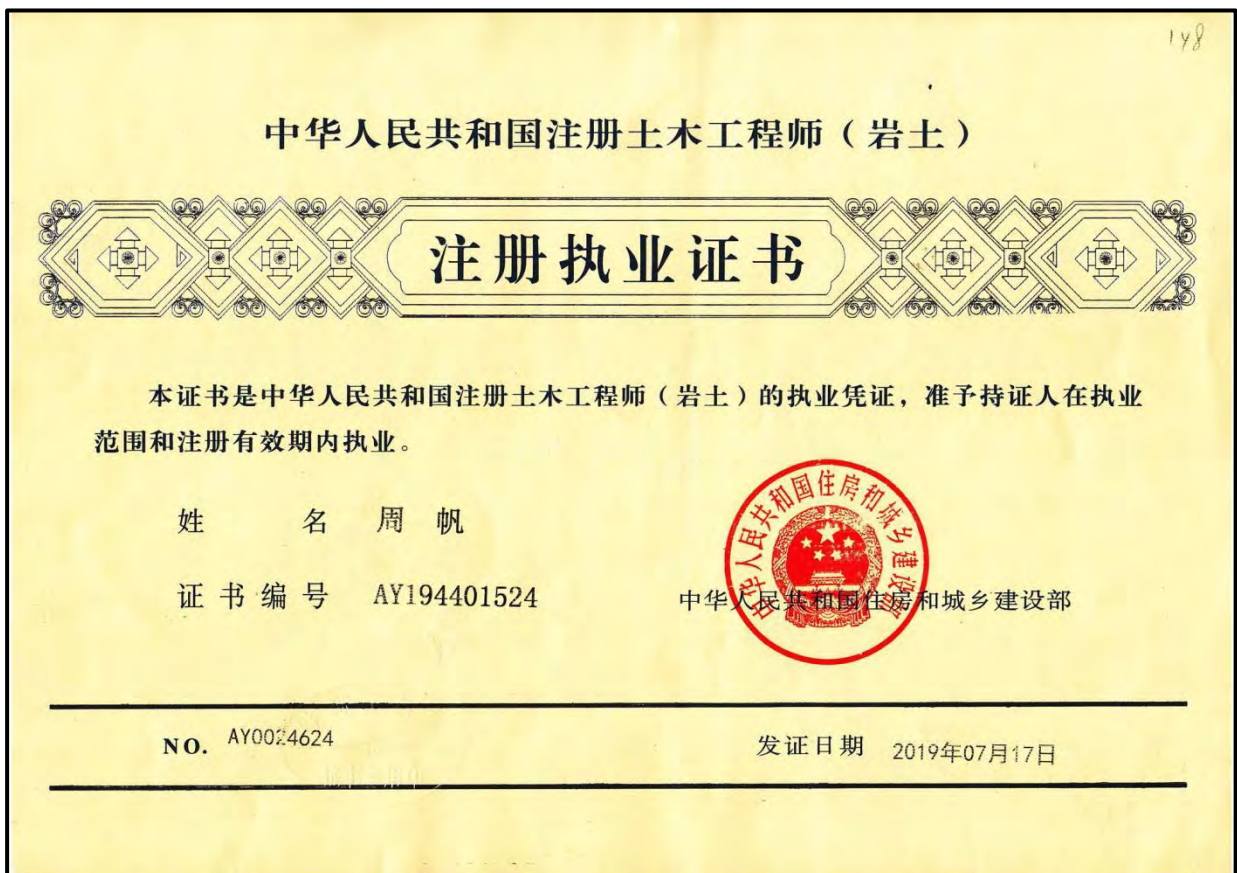 148
中华人民共和国注册土木工程师（岩土）
注册执业证书
本证书是中华人民共和国注册土木工程师（岩土）的执业凭证，准予持证人在执业
范围和注册有效期内执业。
姓 名 周 帆
证书编号 AY194401524
中华人民共和国住房和城乡建设部
中华人民共和国住房和城乡建设部
NO. AY0024624
发证日期 2019年07月17日